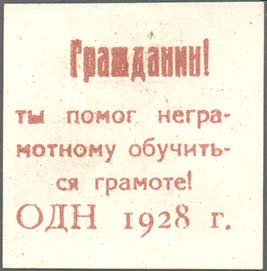 Гражданин!
ты помог негра-
мотному обучить-
ся грамоте!
ОДН 1928 г.